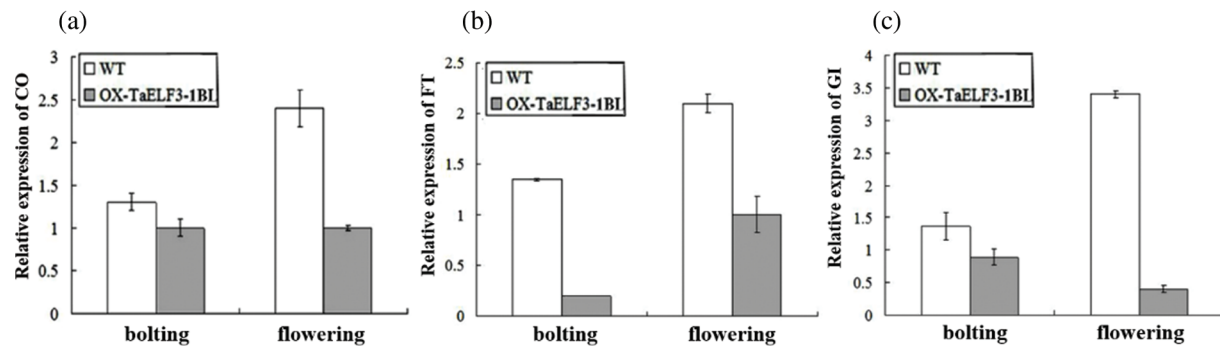 (a)
Relative expression of CO
3
2.5
2
1.5
1
0.5
0
WT
OX-TaELF3-1BL
bolting
flowering
(b)
Relative expression of FT
2.5
2
1.5
1
0.5
0
WT
OX-TaELF3-1BL
bolting
flowering
(c)
Relative expression of GI
4
3.5
3
2.5
2
1.5
1
0.5
0
WT
OX-TaELF3-1BL
bolting
flowering